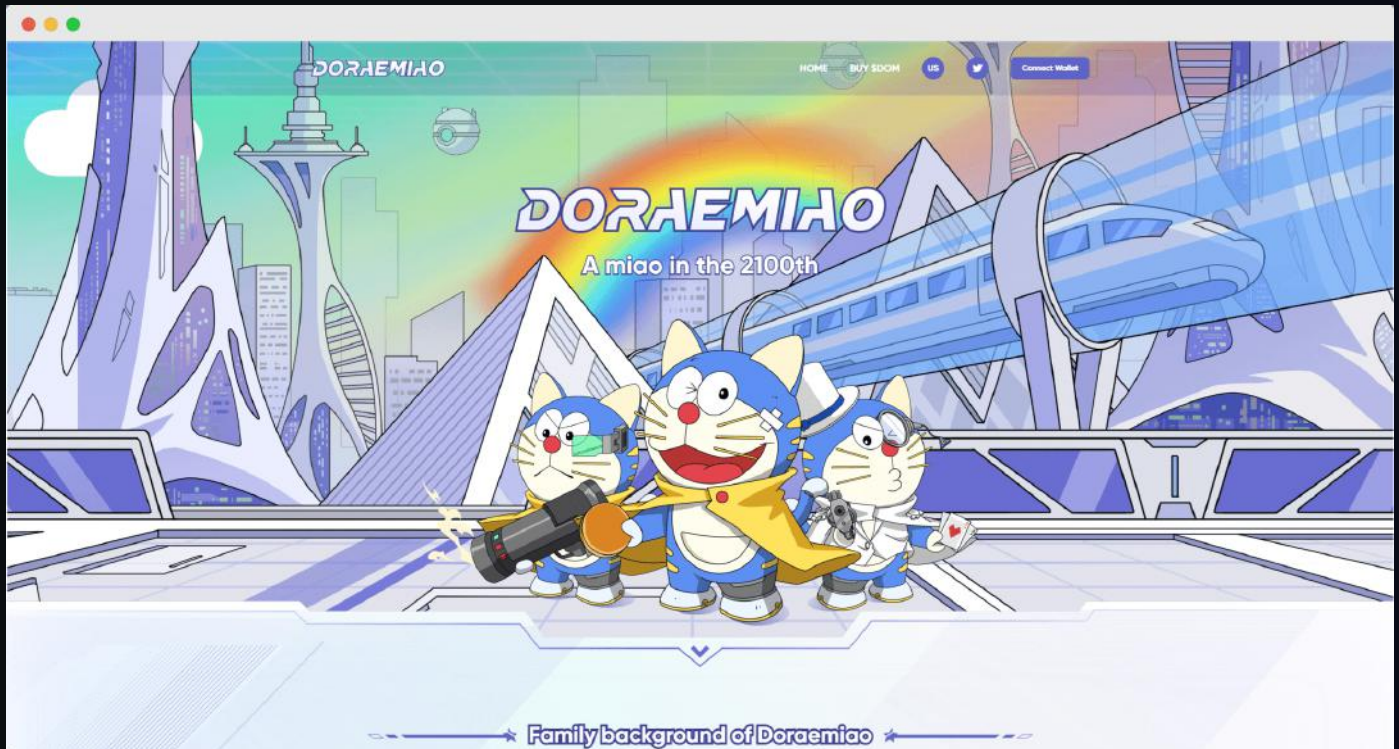 DORAEMIAO
HOME BUY $DOM US Connect Wallet
DORAEMIAO
A miao in the 2100th
Family background of Doraemiao